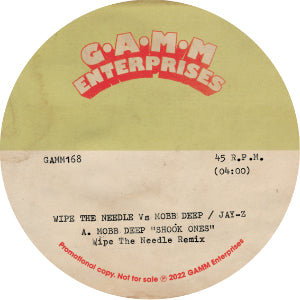 G·A·M·M
ENTERPRISES
GAMM168
45 R.P.M.
(04:00)
WIPE THE NEEDLE Vs MOBB DEEP / JAY-Z
A. MOBB DEEP "SHOOK ONES"
Wipe The Needle Remix
Promotional copy. Not for sale ℗ 2022 GAMM Enterprises